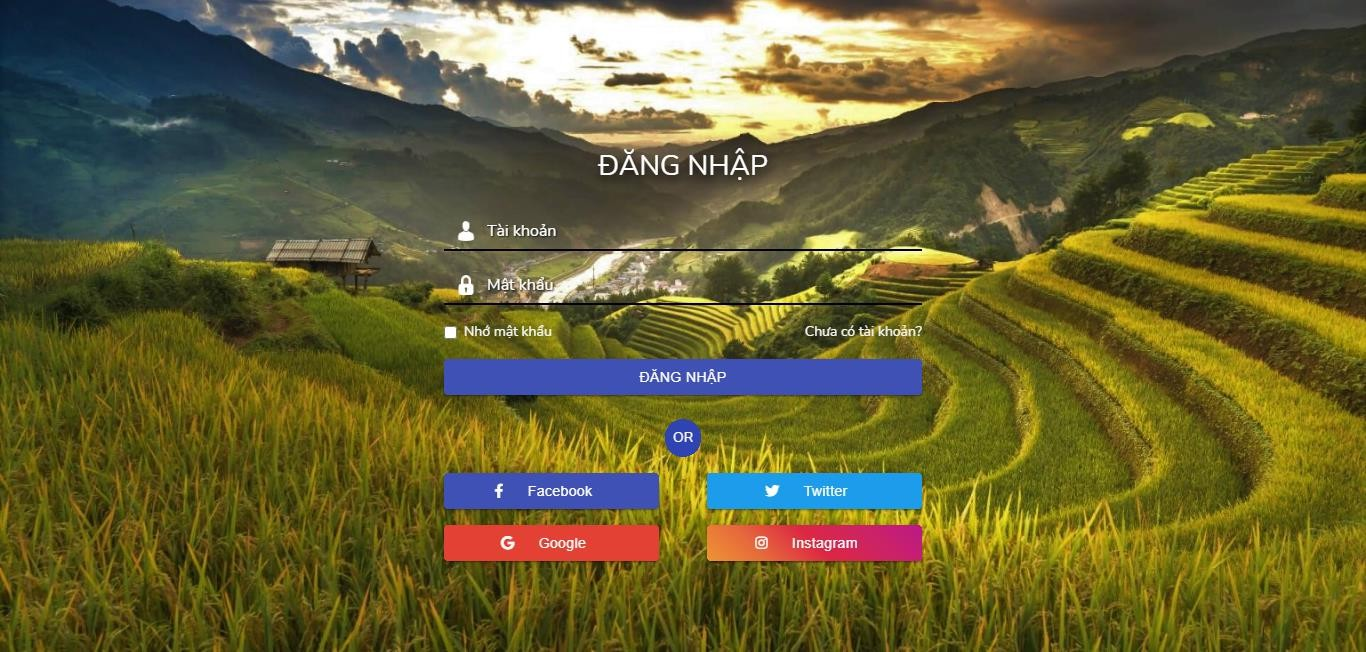 ĐĂNG NHẬP
Tài khoản
Mật khẩu
Nhớ mật khẩu
Chưa có tài khoản?
ĐĂNG NHẬP
OR
Facebook
Twitter
Google
Instagram